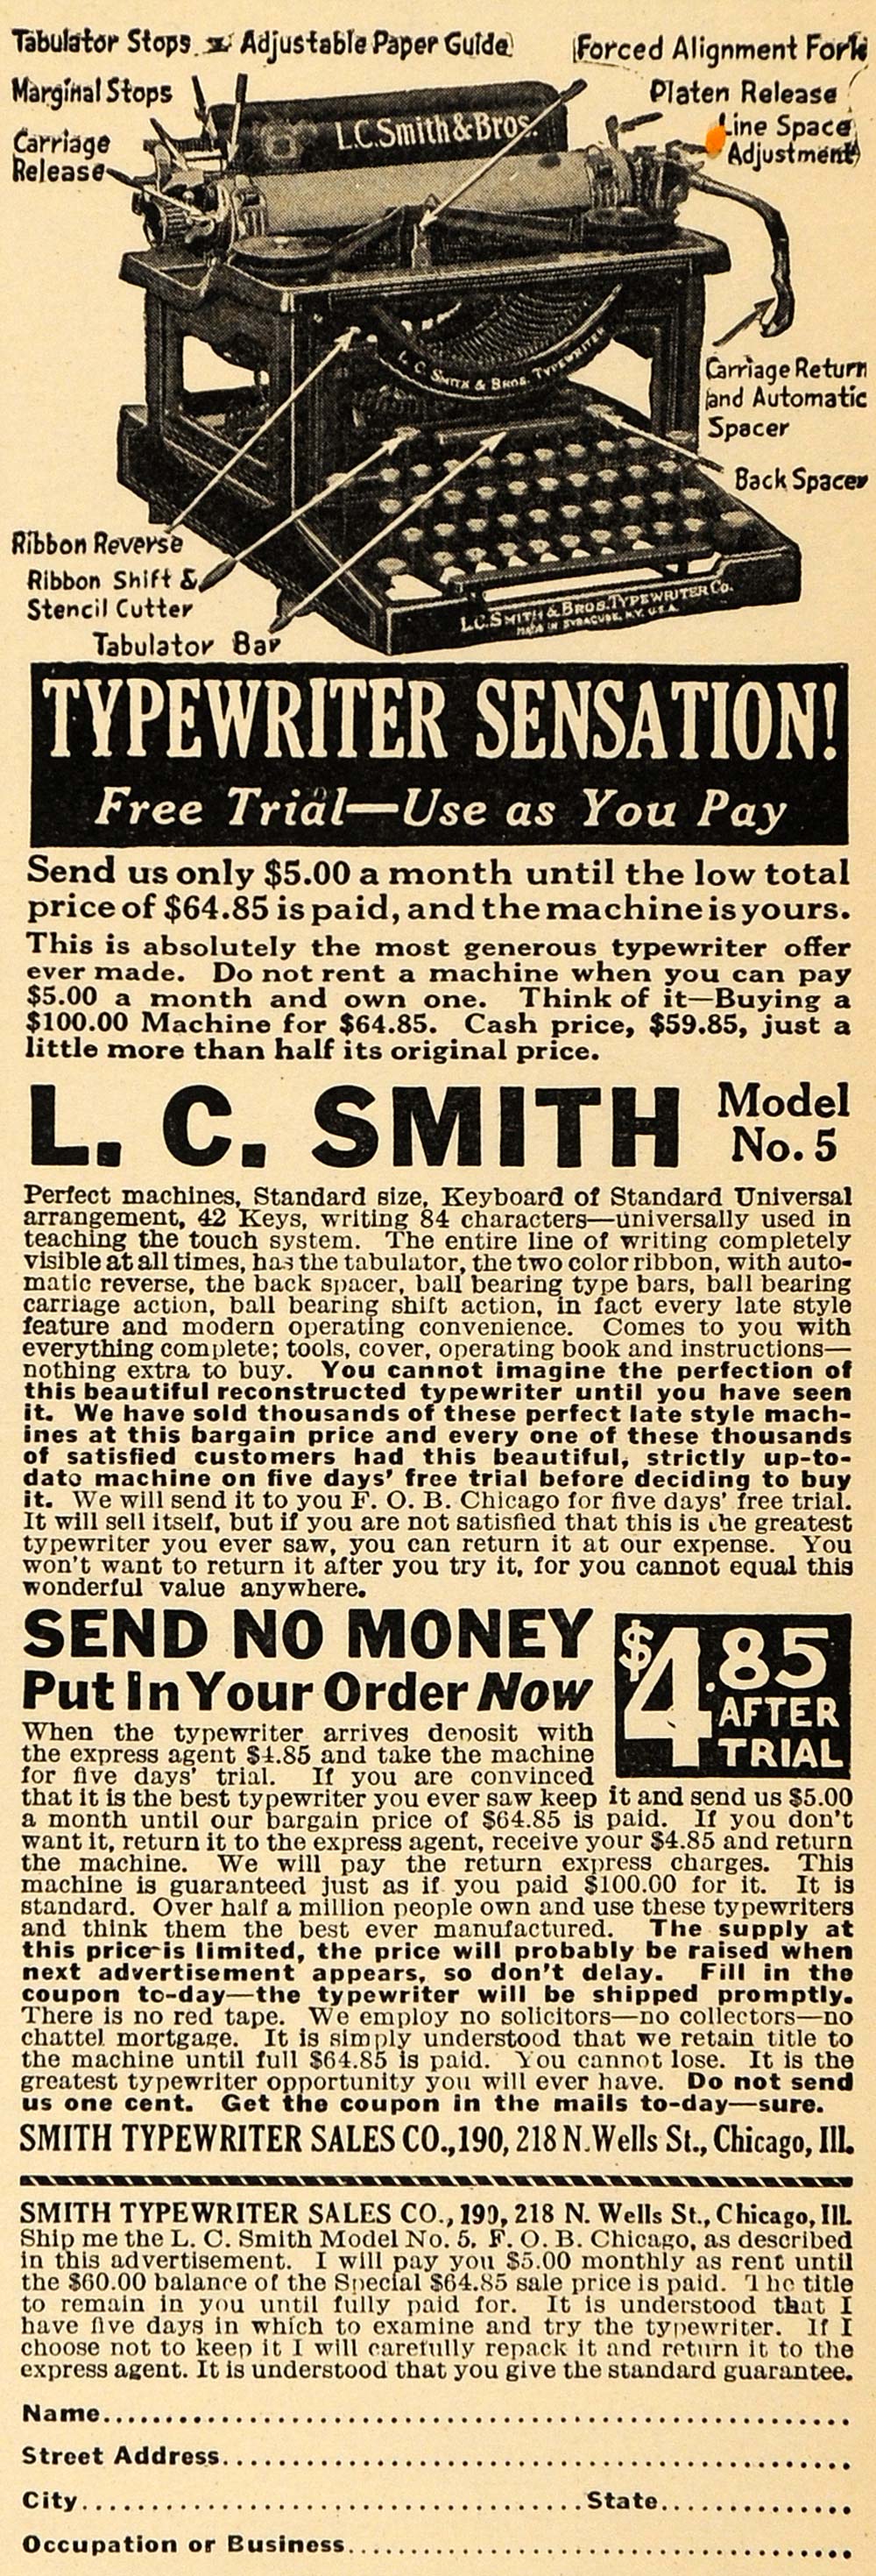 Tabulator Stops Adjustable Paper Guide
Forced Alignment Fork
Marginal Stops
Platen Release
Carriage
Release
Line Space
Adjustment
L.C. Smith & Bros.
L. C. SMITH & BROS. TYPEWRITER
Carriage Return
and Automatic
Spacer
Back Spacer
Ribbon Reverse
Ribbon Shift &
Stencil Cutter
Tabulator Bar
L.C. SMITH & BROS. TYPEWRITER CO.
MADE IN SYRACUSE, N.Y. U.S.A.
TYPEWRITER SENSATION!
Free Trial—Use as You Pay
Send us only $5.00 a month until the low total
price of $64.85 is paid, and the machine is yours.
This is absolutely the most generous typewriter offer
ever made. Do not rent a machine when you can pay
$5.00 a month and own one. Think of it—Buying a
$100.00 Machine for $64.85. Cash price, $59.85, just a
little more than half its original price.
L. C. SMITH Model
No. 5
Perfect machines, Standard size, Keyboard of Standard Universal
arrangement, 42 Keys, writing 84 characters—universally used in
teaching the touch system. The entire line of writing completely
visible at all times, has the tabulator, the two color ribbon, with auto-
matic reverse, the back spacer, ball bearing type bars, ball bearing
carriage action, ball bearing shift action, in fact every late style
feature and modern operating convenience. Comes to you with
everything complete; tools, cover, operating book and instructions—
nothing extra to buy. You cannot imagine the perfection of
this beautiful reconstructed typewriter until you have seen
it. We have sold thousands of these perfect late style mach-
ines at this bargain price and every one of these thousands
of satisfied customers had this beautiful, strictly up-to-
date machine on five days' free trial before deciding to buy
it. We will send it to you F. O. B. Chicago for five days' free trial.
It will sell itself, but if you are not satisfied that this is the greatest
typewriter you ever saw, you can return it at our expense. You
won't want to return it after you try it, for you cannot equal this
wonderful value anywhere.
SEND NO MONEY
Put In Your Order Now
$4.85
AFTER
TRIAL
When the typewriter arrives deposit with
the express agent $4.85 and take the machine
for five days' trial. If you are convinced
that it is the best typewriter you ever saw keep it and send us $5.00
a month until our bargain price of $64.85 is paid. If you don't
want it, return it to the express agent, receive your $4.85 and return
the machine. We will pay the return express charges. This
machine is guaranteed just as if you paid $100.00 for it. It is
standard. Over half a million people own and use these typewriters
and think them the best ever manufactured. The supply at
this price is limited, the price will probably be raised when
next advertisement appears, so don't delay. Fill in the
coupon to-day—the typewriter will be shipped promptly.
There is no red tape. We employ no solicitors—no collectors—no
chattel mortgage. It is simply understood that we retain title to
the machine until full $64.85 is paid. You cannot lose. It is the
greatest typewriter opportunity you will ever have. Do not send
us one cent. Get the coupon in the mails to-day—sure.
SMITH TYPEWRITER SALES CO., 190, 218 N. Wells St., Chicago, Ill.
SMITH TYPEWRITER SALES CO., 190, 218 N. Wells St., Chicago, Ill.
Ship me the L. C. Smith Model No. 5, F. O. B. Chicago, as described
in this advertisement. I will pay you $5.00 monthly as rent until
the $60.00 balance of the Special $64.85 sale price is paid. The title
to remain in you until fully paid for. It is understood that I
have five days in which to examine and try the typewriter. If I
choose not to keep it I will carefully repack it and return it to the
express agent. It is understood that you give the standard guarantee.
Name
Street Address
City State
Occupation or Business